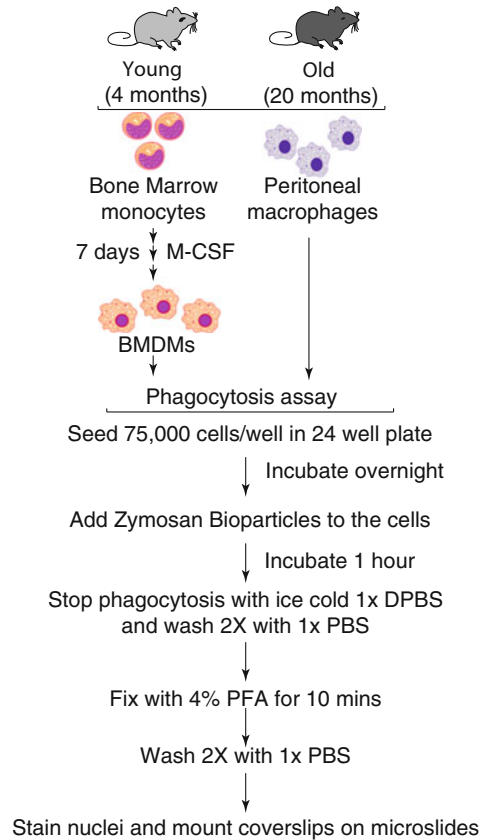 Young
(4 months)
Old
(20 months)
Bone Marrow
monocytes
Peritoneal
macrophages
7 days M-CSF
BMDMs
Phagocytosis assay
Seed 75,000 cells/well in 24 well plate
Incubate overnight
Add Zymosan Bioparticles to the cells
Incubate 1 hour
Stop phagocytosis with ice cold 1x DPBS
and wash 2X with 1x PBS
Fix with 4% PFA for 10 mins
Wash 2X with 1x PBS
Stain nuclei and mount coverslips on microslides